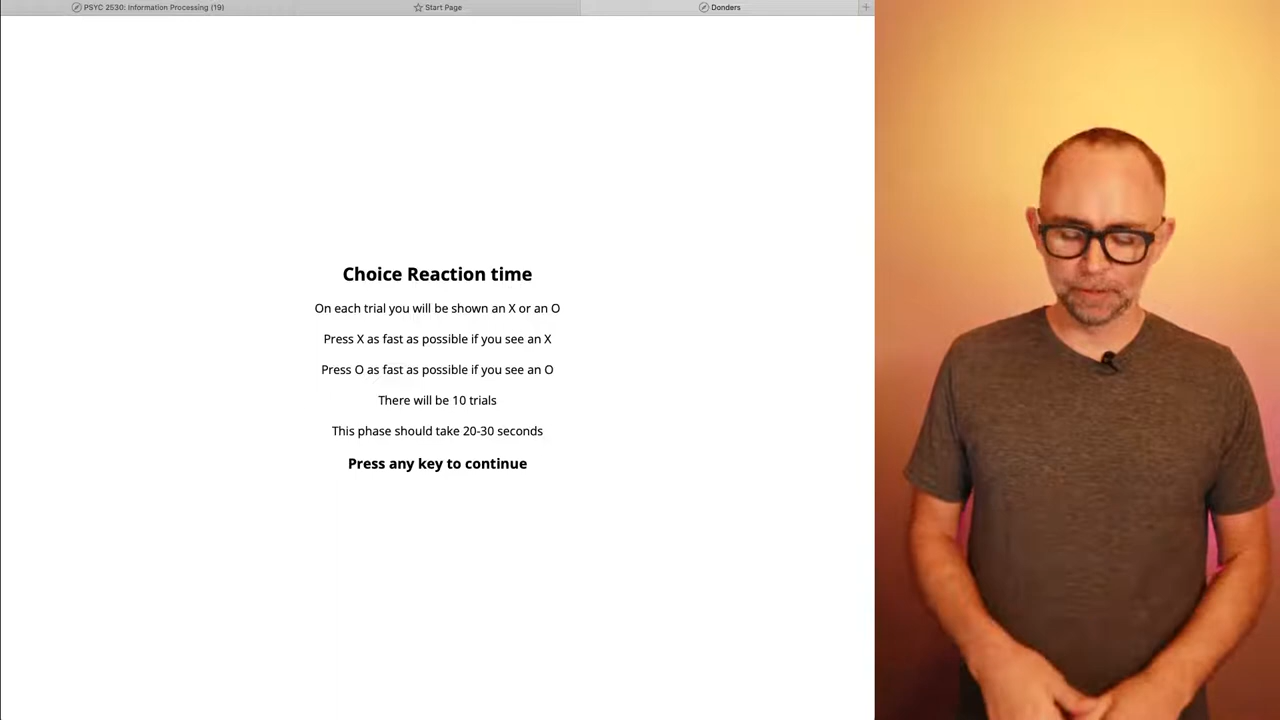 PSYC 2530: Information Processing (19)
Start Page
Donders
Choice Reaction time
On each trial you will be shown an X or an O
Press X as fast as possible if you see an X
Press O as fast as possible if you see an O
There will be 10 trials
This phase should take 20-30 seconds
Press any key to continue